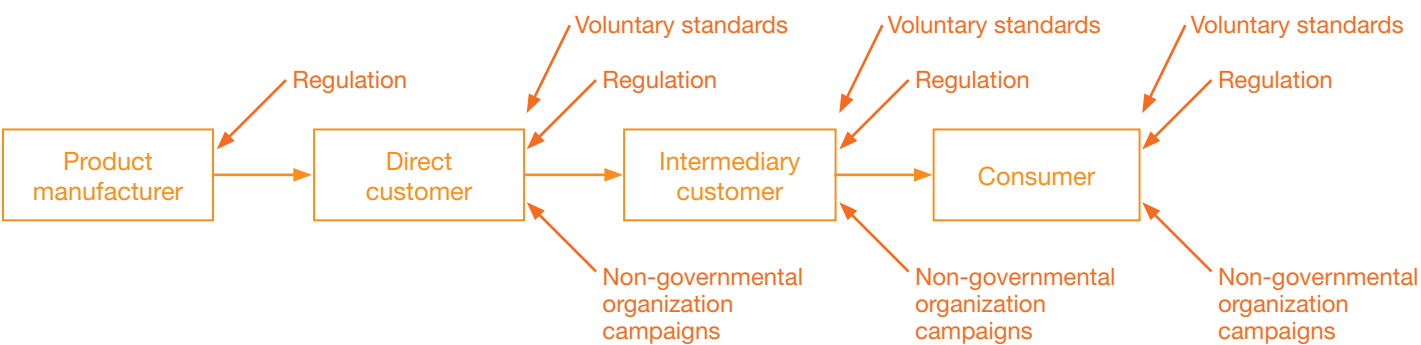 Voluntary standards
Voluntary standards
Voluntary standards
Regulation
Regulation
Regulation
Regulation
Product
manufacturer
Direct
customer
Intermediary
customer
Consumer
Non-governmental
organization
campaigns
Non-governmental
organization
campaigns
Non-governmental
organization
campaigns